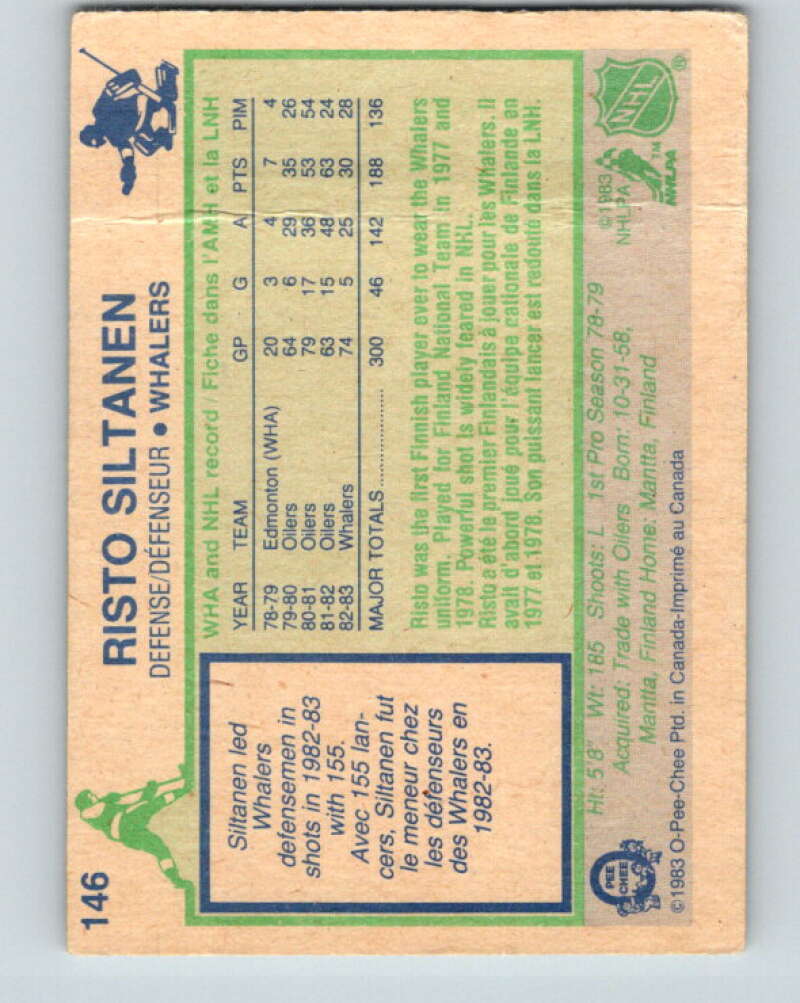 146
RISTO SILTANEN
DEFENSE/DÉFENSEUR • WHALERS
Siltanen led
Whalers
defensemen in
shots in 1982-83
with 155.
Avec 155 lan-
cers, Siltanen fut
le meneur chez
les défenseurs
des Whalers en
1982-83.
WHA and NHL record / Fiche dans l'AMH et la LNH
YEAR TEAM GP G A PTS PIM
78-79 Edmonton (WHA) 20 3 4 7 4
79-80 Oilers 64 6 29 35 26
80-81 Oilers 79 17 36 53 54
81-82 Oilers 63 15 48 63 24
82-83 Whalers 74 5 25 30 28
MAJOR TOTALS 300 46 142 188 136
Risto was the first Finnish player ever to wear the Whalers
uniform. Played for Finland National Team in 1977 and
1978. Powerful shot is widely feared in NHL.
Risto a été le premier Finlandais à jouer pour les Whalers. Il
avait d'abord joué pour l'équipe nationale de Finlande en
1977 et 1978. Son puissant lancer est redouté dans la LNH.
Ht: 5'8" Wt: 185 Shoots: L 1st Pro Season 78-79
Acquired: Trade with Oilers Born: 10-31-58,
Mantta, Finland Home: Mantta, Finland
©1983 O-Pee-Chee Ptd. in Canada-Imprimé au Canada
PEE
CHEE
©1983
NHLPA
NHLPA
TM
NHL
®